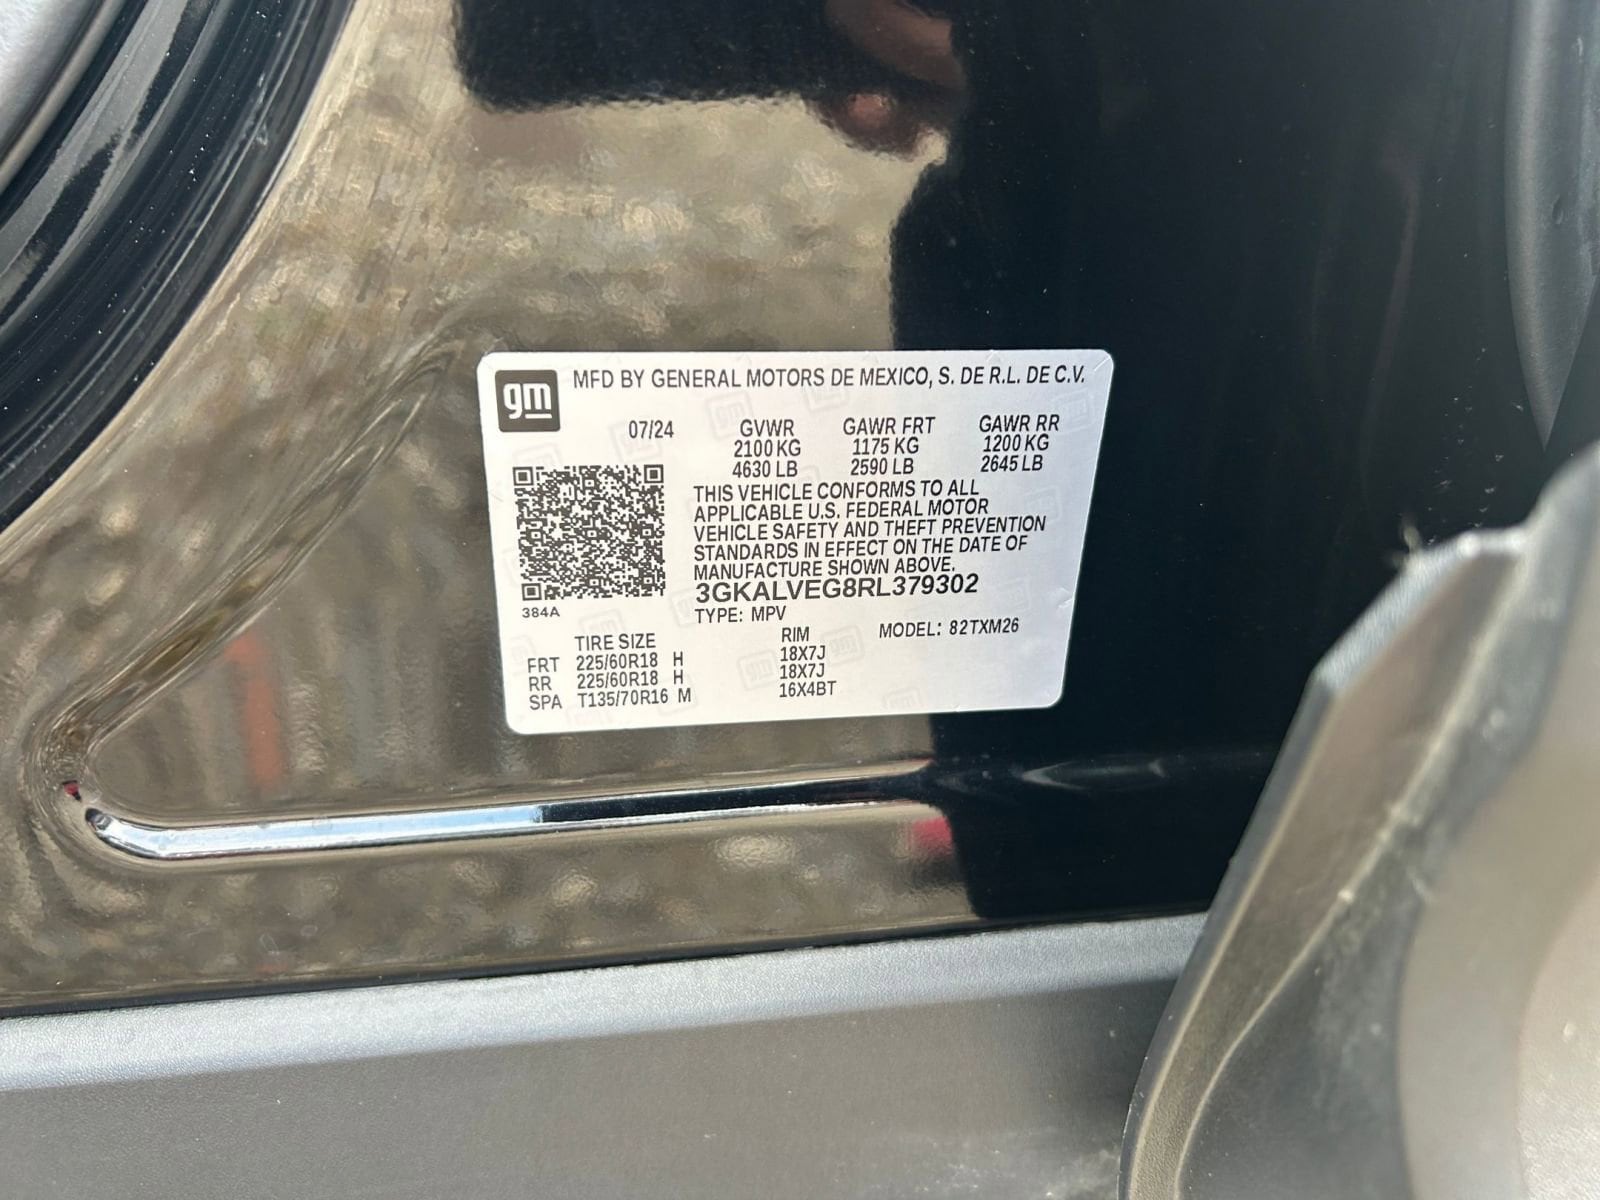 gm
MFD BY GENERAL MOTORS DE MEXICO, S. DE R.L. DE C.V.
07/24 GVWR GAWR FRT GAWR RR
2100 KG 1175 KG 1200 KG
4630 LB 2590 LB 2645 LB
THIS VEHICLE CONFORMS TO ALL
APPLICABLE U.S. FEDERAL MOTOR
VEHICLE SAFETY AND THEFT PREVENTION
STANDARDS IN EFFECT ON THE DATE OF
MANUFACTURE SHOWN ABOVE.
3GKALVEG8RL379302
384A
TYPE: MPV
TIRE SIZE RIM MODEL: 82TXM26
FRT 225/60R18 H 18X7J
RR 225/60R18 H 18X7J
SPA T135/70R16 M 16X4BT